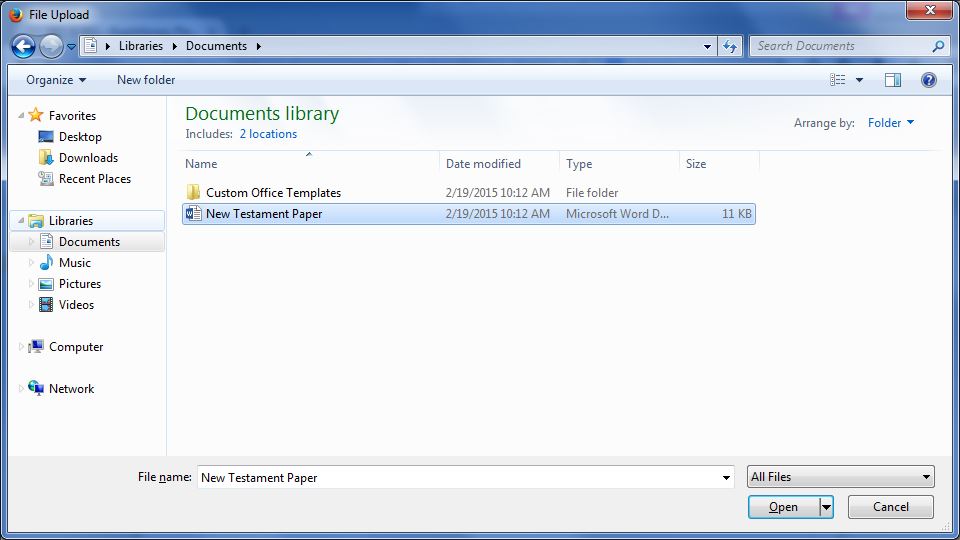 File Upload
Libraries Documents
Search Documents
Organize New folder
Favorites
Desktop
Downloads
Recent Places
Libraries
Documents
Music
Pictures
Videos
Computer
Network
Documents library
Includes: 2 locations
Arrange by: Folder
Name Date modified Type Size
Custom Office Templates 2/19/2015 10:12 AM File folder
New Testament Paper 2/19/2015 10:12 AM Microsoft Word D... 11 KB
File name: New Testament Paper
All Files
Open Cancel